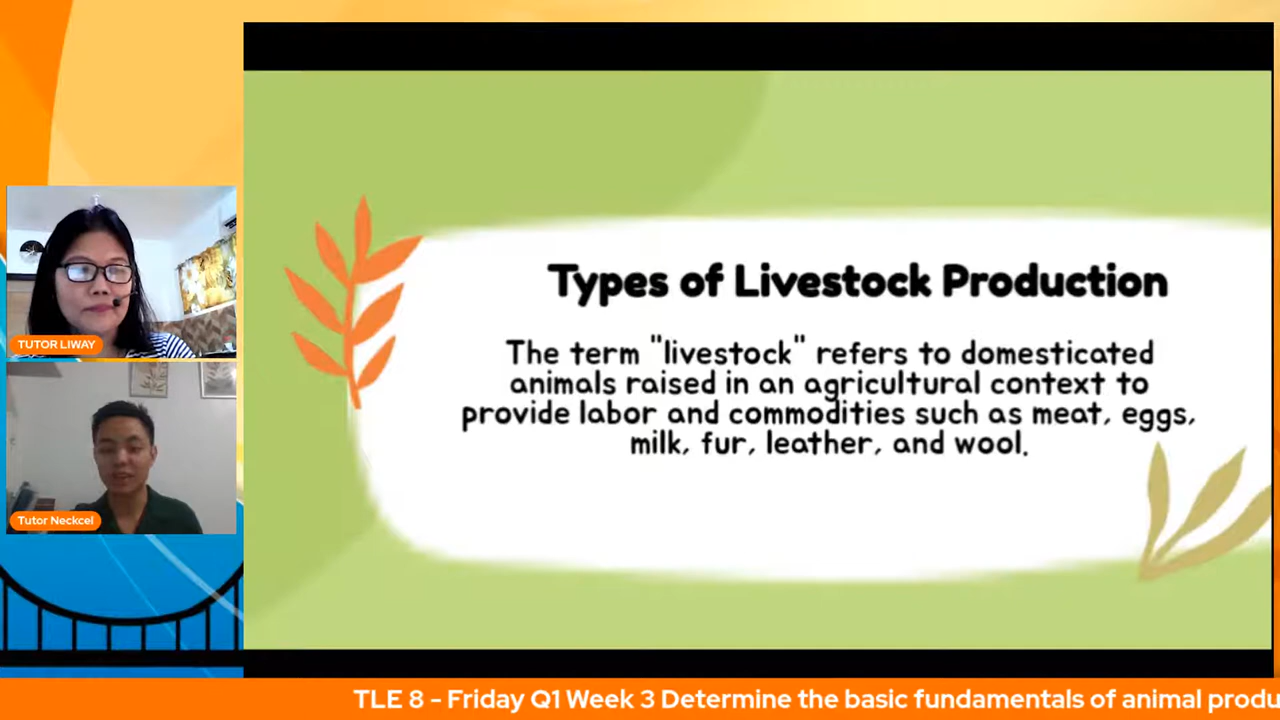 TUTOR LIWAY
Tutor Neckcel
Types of Livestock Production
The term "livestock" refers to domesticated
animals raised in an agricultural context to
provide labor and commodities such as meat, eggs,
milk, fur, leather, and wool.
TLE 8 - Friday Q1 Week 3 Determine the basic fundamentals of animal produ